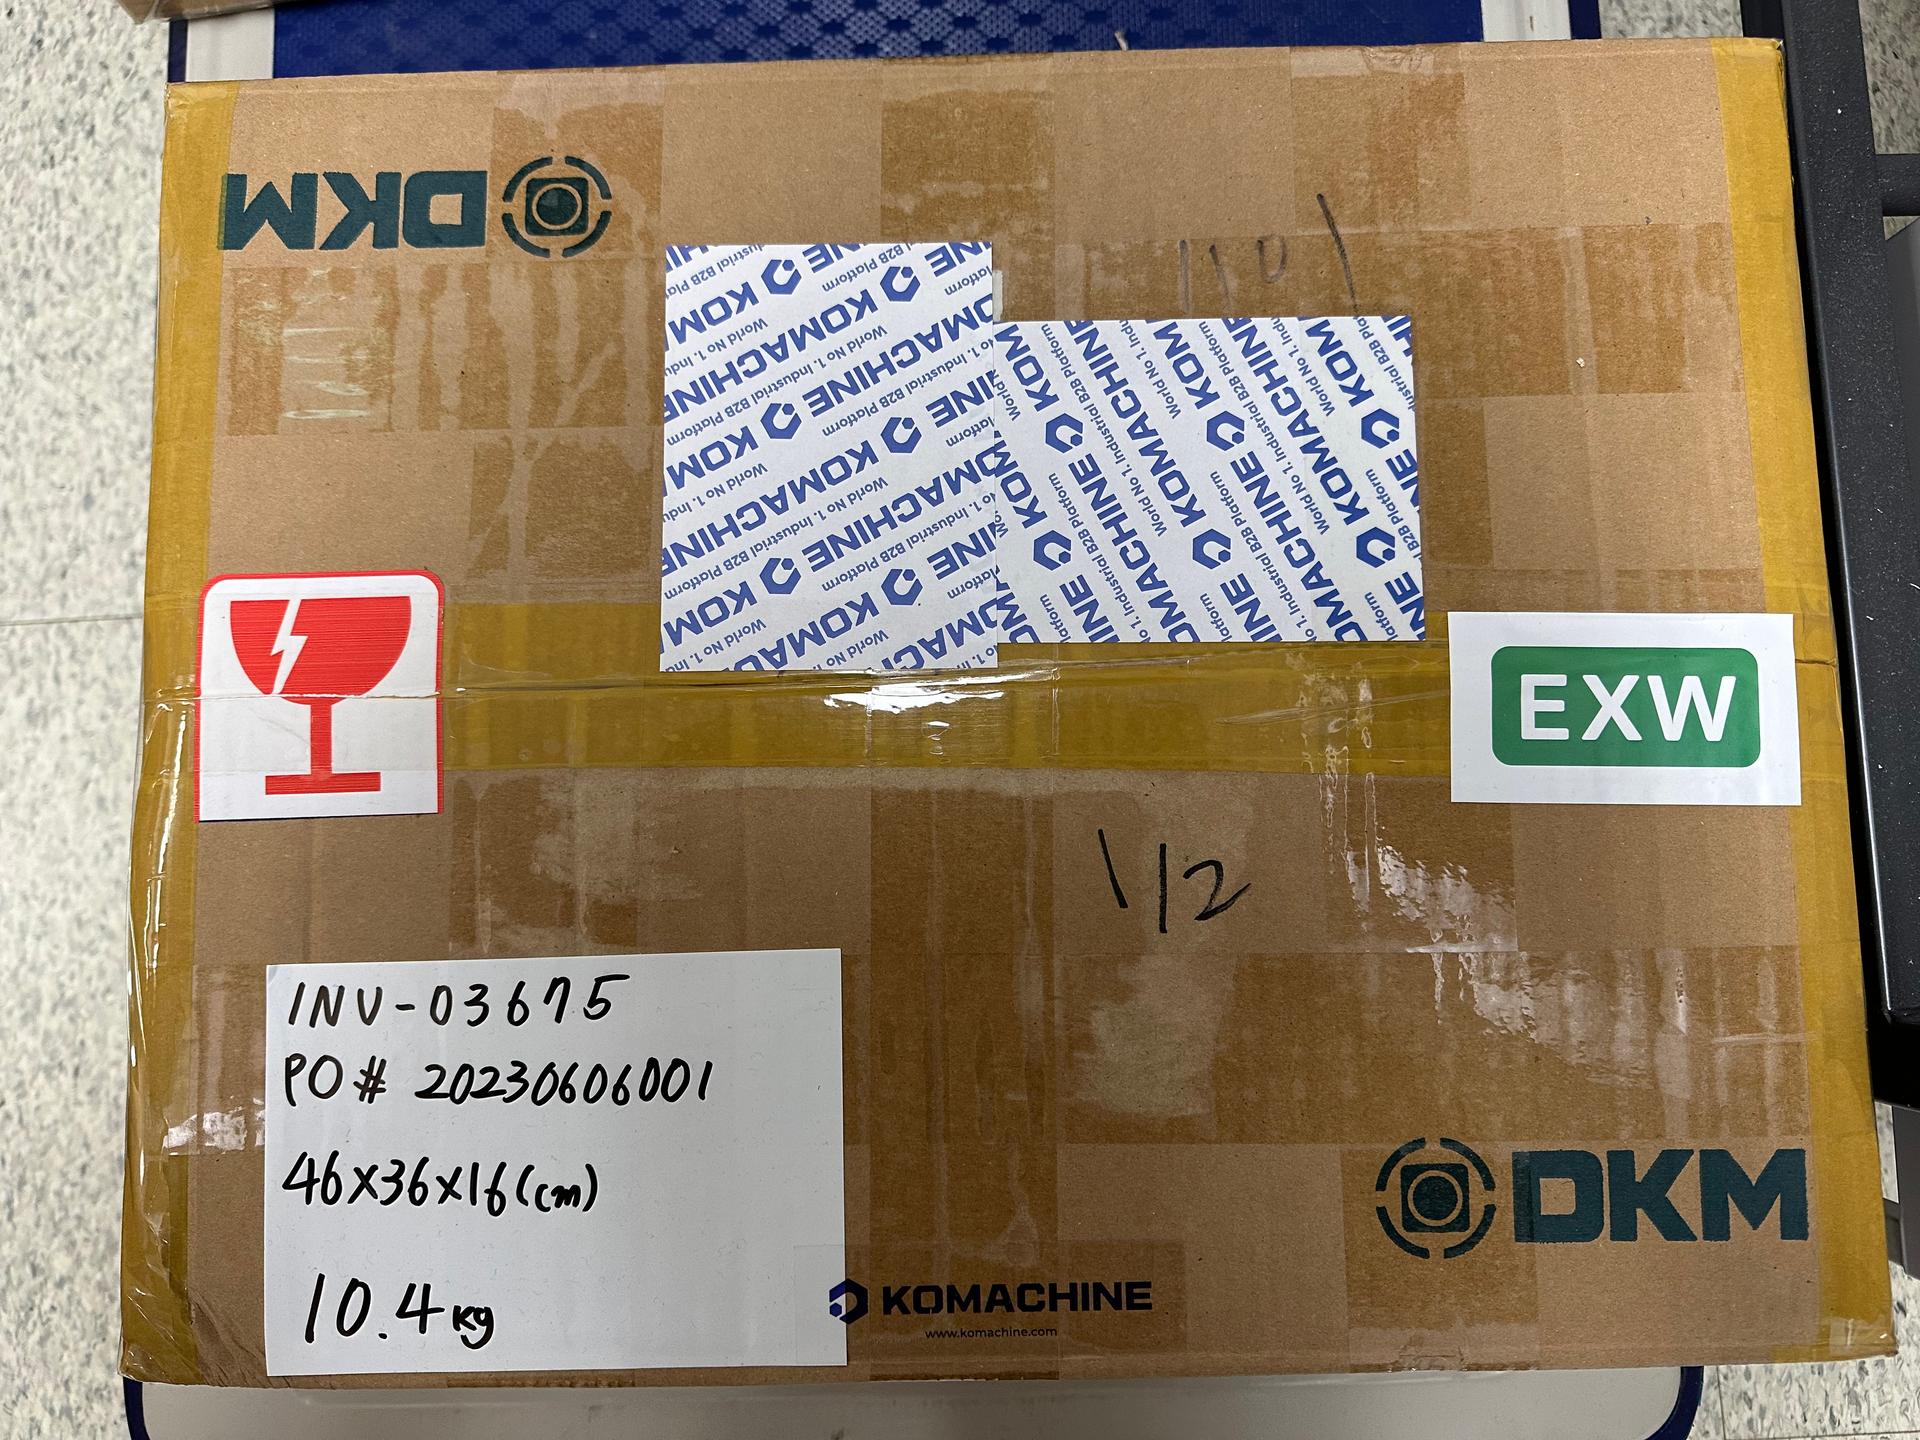 DKM
1101
KOMACHINE
World No 1. Industrial B2B Platform
EXW
1/2
INV-03675
PO# 20230606001
46x36x16(cm)
10.4kg
DKM
KOMACHINE
www.komachine.com